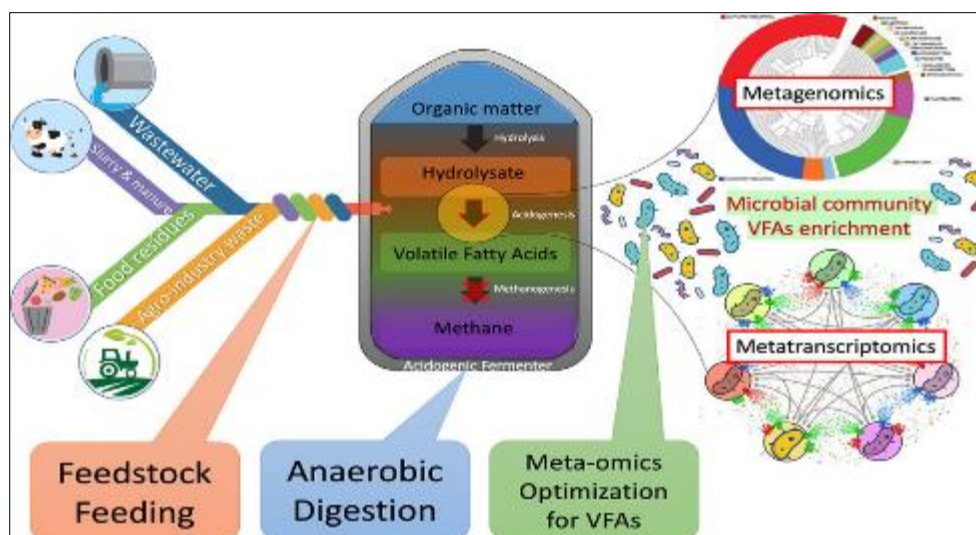 Wastewater
Slurry & manure
Food residues
Agro-industry waste
Organic matter
Hydrolysis
Hydrolysate
Acidogenesis
Volatile Fatty Acids
Methanogenesis
Methane
Acidogenic Fermenter
Metagenomics
Microbial community
VFAs enrichment
Metatranscriptomics
Feedstock
Feeding
Anaerobic
Digestion
Meta-omics
Optimization
for VFAs